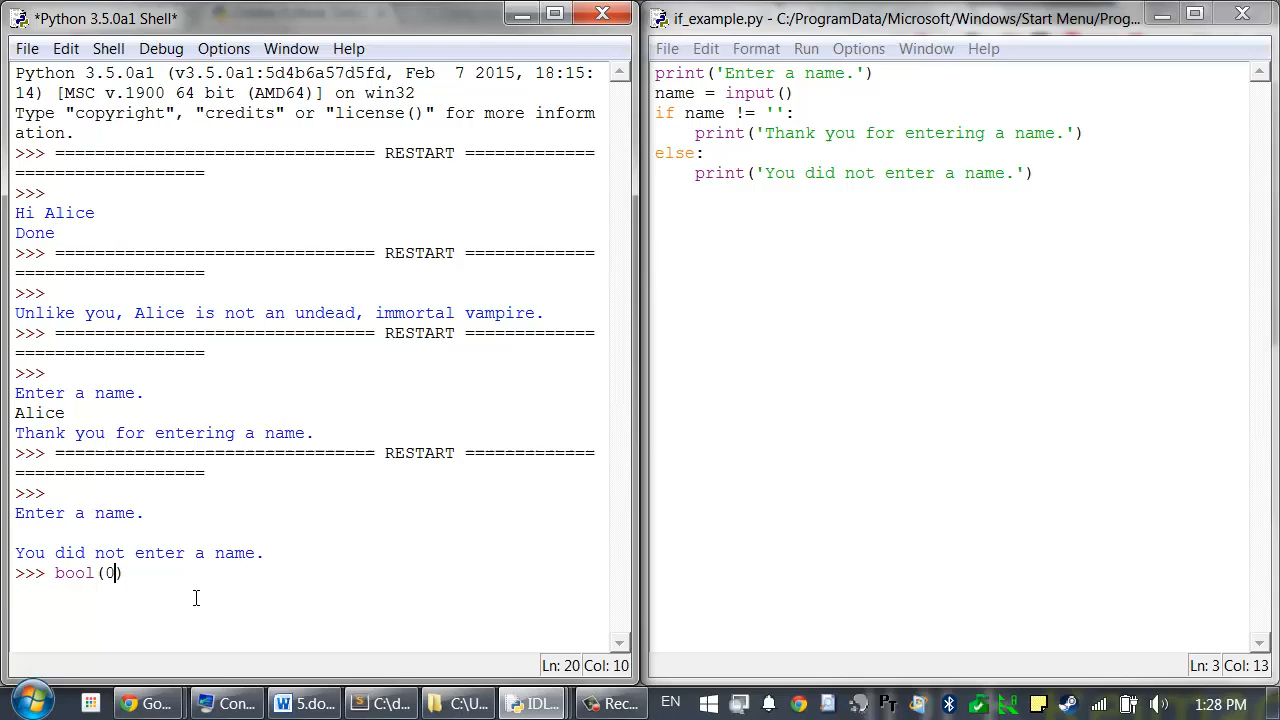 *Python 3.5.0a1 Shell*
File Edit Shell Debug Options Window Help
Python 3.5.0a1 (v3.5.0a1:5d4b6a57d5fd, Feb  7 2015, 18:15:
14) [MSC v.1900 64 bit (AMD64)] on win32
Type "copyright", "credits" or "license()" for more inform
ation.
>>> ================================ RESTART =============
===================
>>>
Hi Alice
Done
>>> ================================ RESTART =============
===================
>>>
Unlike you, Alice is not an undead, immortal vampire.
>>> ================================ RESTART =============
===================
>>>
Enter a name.
Alice
Thank you for entering a name.
>>> ================================ RESTART =============
===================
>>>
Enter a name.
You did not enter a name.
>>> bool(0)
Ln: 20 Col: 10
if_example.py - C:/ProgramData/Microsoft/Windows/Start Menu/Prog...
File Edit Format Run Options Window Help
print('Enter a name.')
name = input()
if name != '':
    print('Thank you for entering a name.')
else:
    print('You did not enter a name.')
Ln: 3 Col: 13
Go... Con... 5.do... C:\d... C:\U... IDL... Rec... EN 1:28 PM